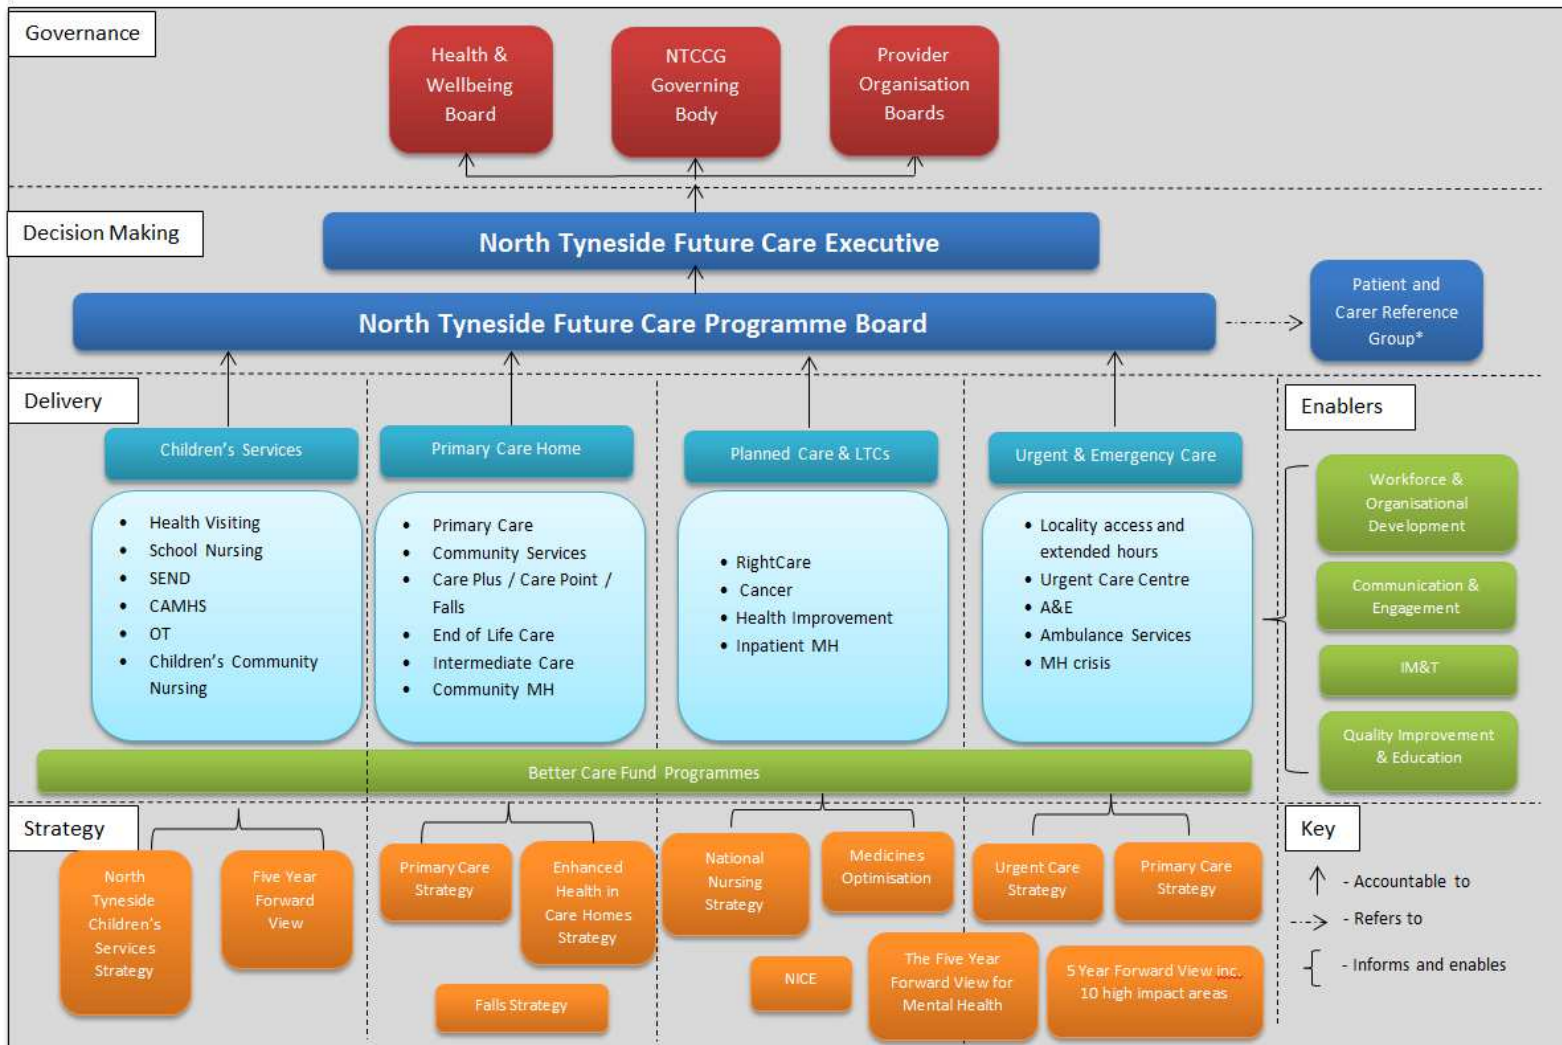 Governance
Health &
Wellbeing
Board
NTCCG
Governing
Body
Provider
Organisation
Boards
Decision Making
North Tyneside Future Care Executive
North Tyneside Future Care Programme Board
Patient and
Carer Reference
Group*
Delivery
Children's Services
• Health Visiting
• School Nursing
• SEND
• CAMHS
• OT
• Children's Community
Nursing
Primary Care Home
• Primary Care
• Community Services
• Care Plus / Care Point /
Falls
• End of Life Care
• Intermediate Care
• Community MH
Planned Care & LTCs
• RightCare
• Cancer
• Health Improvement
• Inpatient MH
Urgent & Emergency Care
• Locality access and
extended hours
• Urgent Care Centre
• A&E
• Ambulance Services
• MH crisis
Enablers
Workforce &
Organisational
Development
Communication &
Engagement
IM&T
Quality Improvement
& Education
Better Care Fund Programmes
Strategy
North
Tyneside
Children's
Services
Strategy
Five Year
Forward
View
Primary Care
Strategy
Enhanced
Health in
Care Homes
Strategy
Falls Strategy
National
Nursing
Strategy
Medicines
Optimisation
NICE
The Five Year
Forward View for
Mental Health
Urgent Care
Strategy
Primary Care
Strategy
5 Year Forward View inc.
10 high impact areas
Key
- Accountable to
- Refers to
- Informs and enables